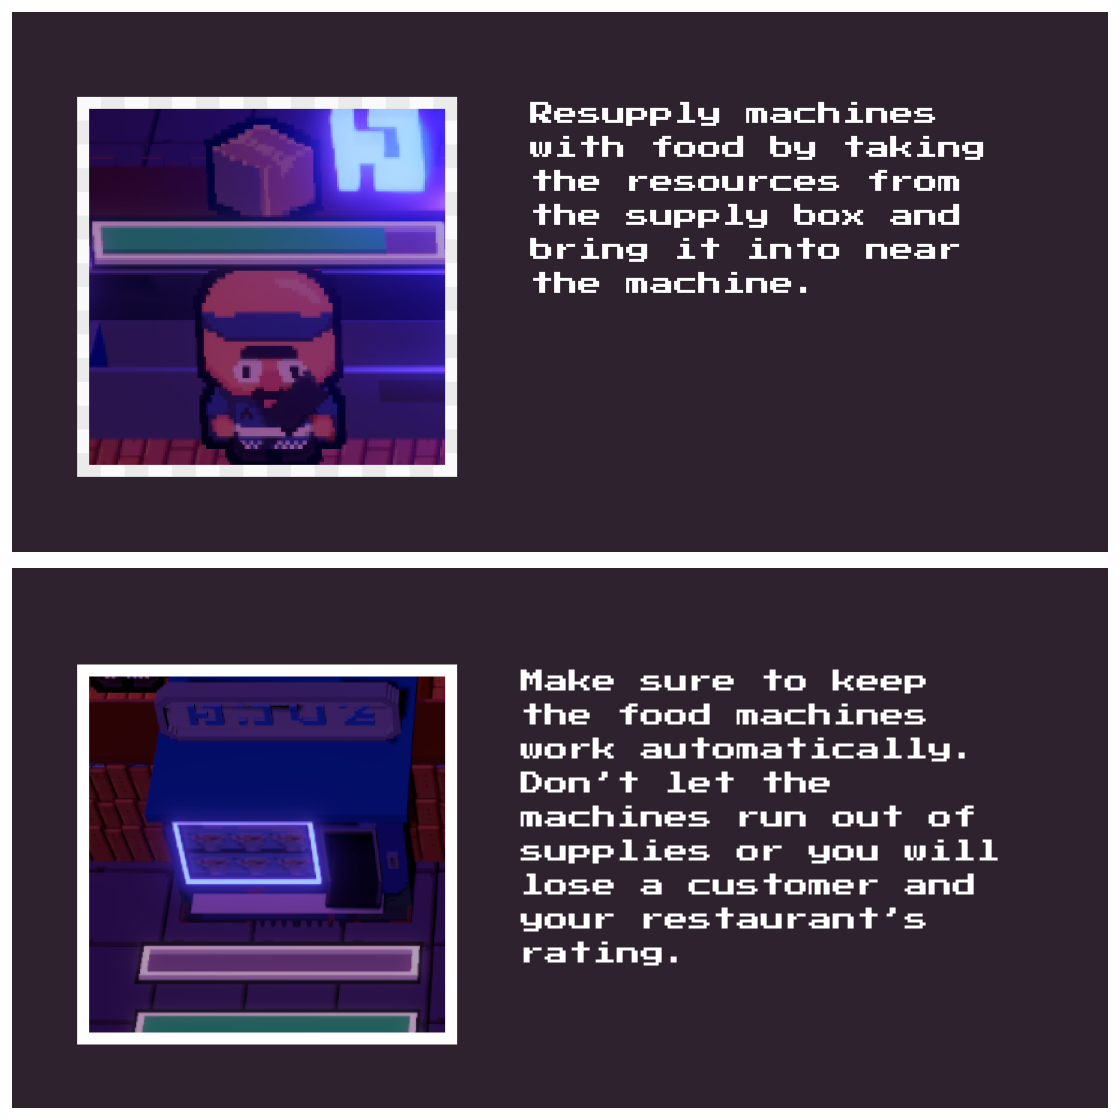 Resupply machines
with food by taking
the resources from
the supply box and
bring it into near
the machine.
Make sure to keep
the food machines
work automatically.
Don't let the
machines run out of
supplies or you will
lose a customer and
your restaurant's
rating.